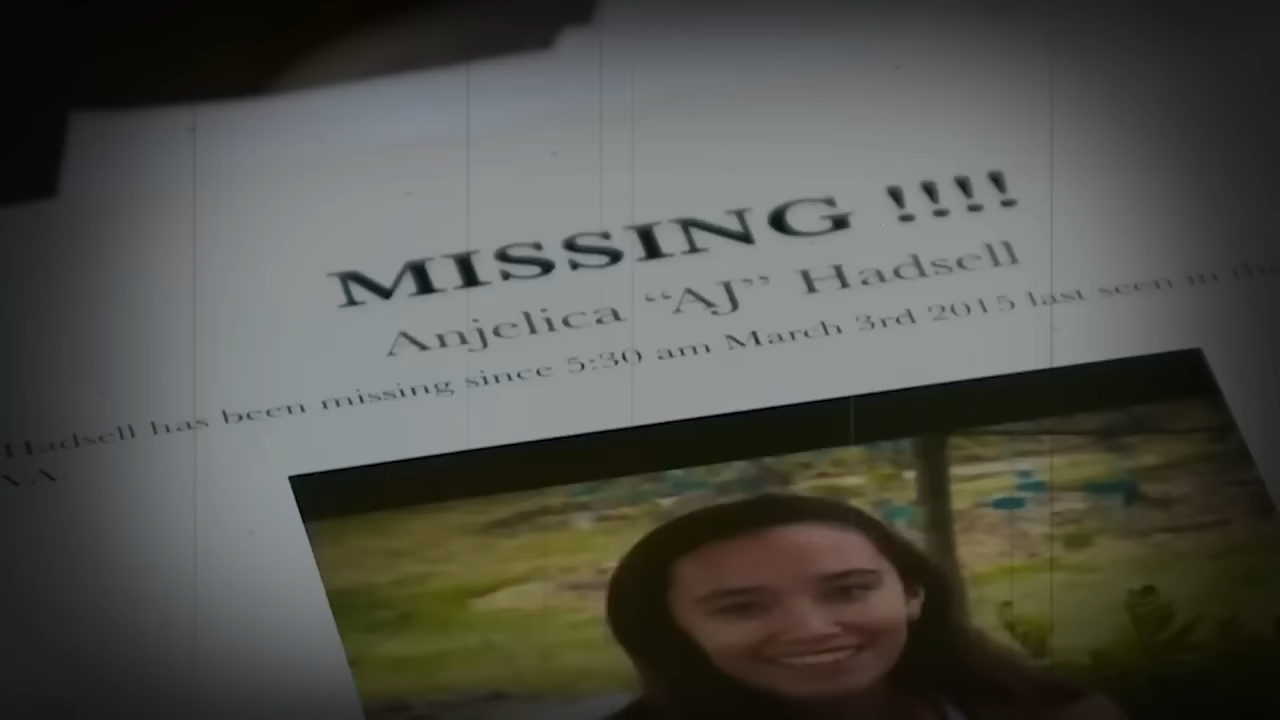 MISSING !!!!
Anjelica “AJ” Hadsell
Hadsell has been missing since 5:30 am March 3rd 2015 last seen in the
VA.